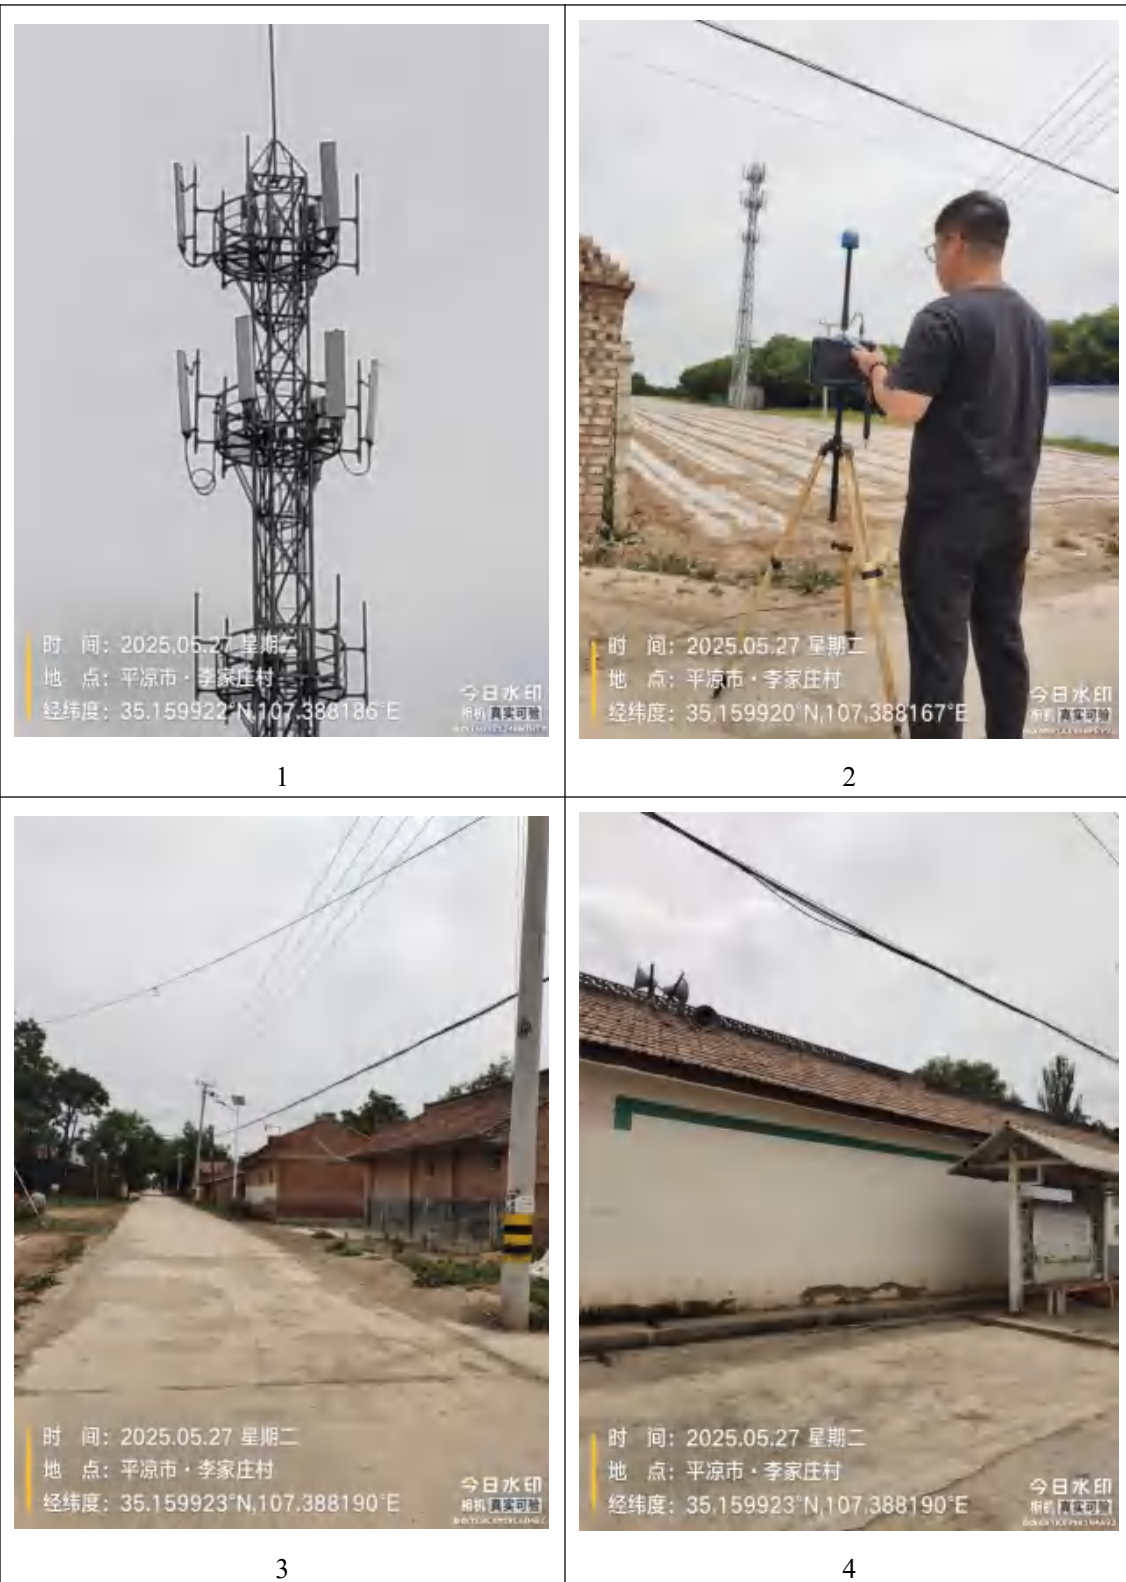 时 间：2025.05.27 星期二
地 点：平凉市·李家庄村
经纬度：35.159922°N,107.388186°E
今日水印
相机 真实可验
1
时 间：2025.05.27 星期二
地 点：平凉市·李家庄村
经纬度：35.159920°N,107.388167°E
今日水印
相机 真实可验
2
时 间：2025.05.27 星期二
地 点：平凉市·李家庄村
经纬度：35.159923°N,107.388190°E
今日水印
相机 真实可验
3
时 间：2025.05.27 星期二
地 点：平凉市·李家庄村
经纬度：35.159923°N,107.388190°E
今日水印
相机 真实可验
4